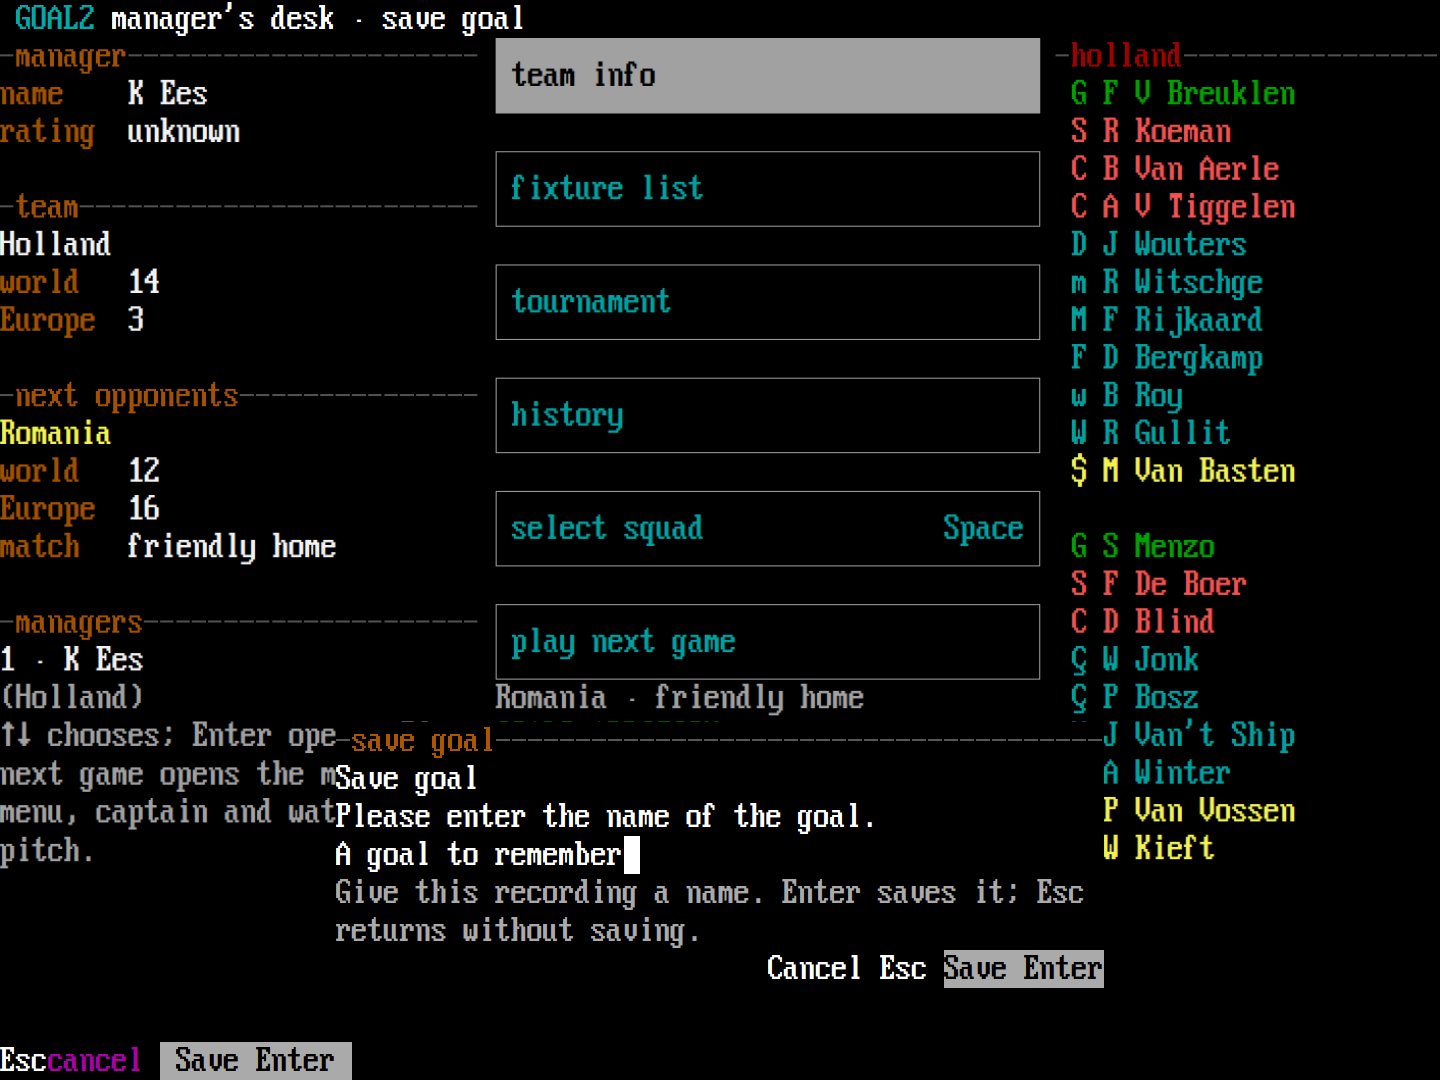 GOAL2 manager's desk · save goal
manager
name K Ees
rating unknown
team
Holland
world 14
Europe 3
next opponents
Romania
world 12
Europe 16
match friendly home
managers
1 · K Ees
(Holland)
↑↓ chooses; Enter ope
next game opens the m
menu, captain and wat
pitch.
team info
fixture list
tournament
history
select squad Space
play next game
Romania · friendly home
holland
G F V Breuklen
S R Koeman
C B Van Aerle
C A V Tiggelen
D J Wouters
m R Witschge
M F Rijkaard
F D Bergkamp
w B Roy
W R Gullit
$ M Van Basten
G S Menzo
S F De Boer
C D Blind
Ç W Jonk
Ç P Bosz
J Van't Ship
A Winter
P Van Vossen
W Kieft
save goal
Save goal
Please enter the name of the goal.
A goal to remember
Give this recording a name. Enter saves it; Esc
returns without saving.
Cancel Esc Save Enter
Esccancel Save Enter